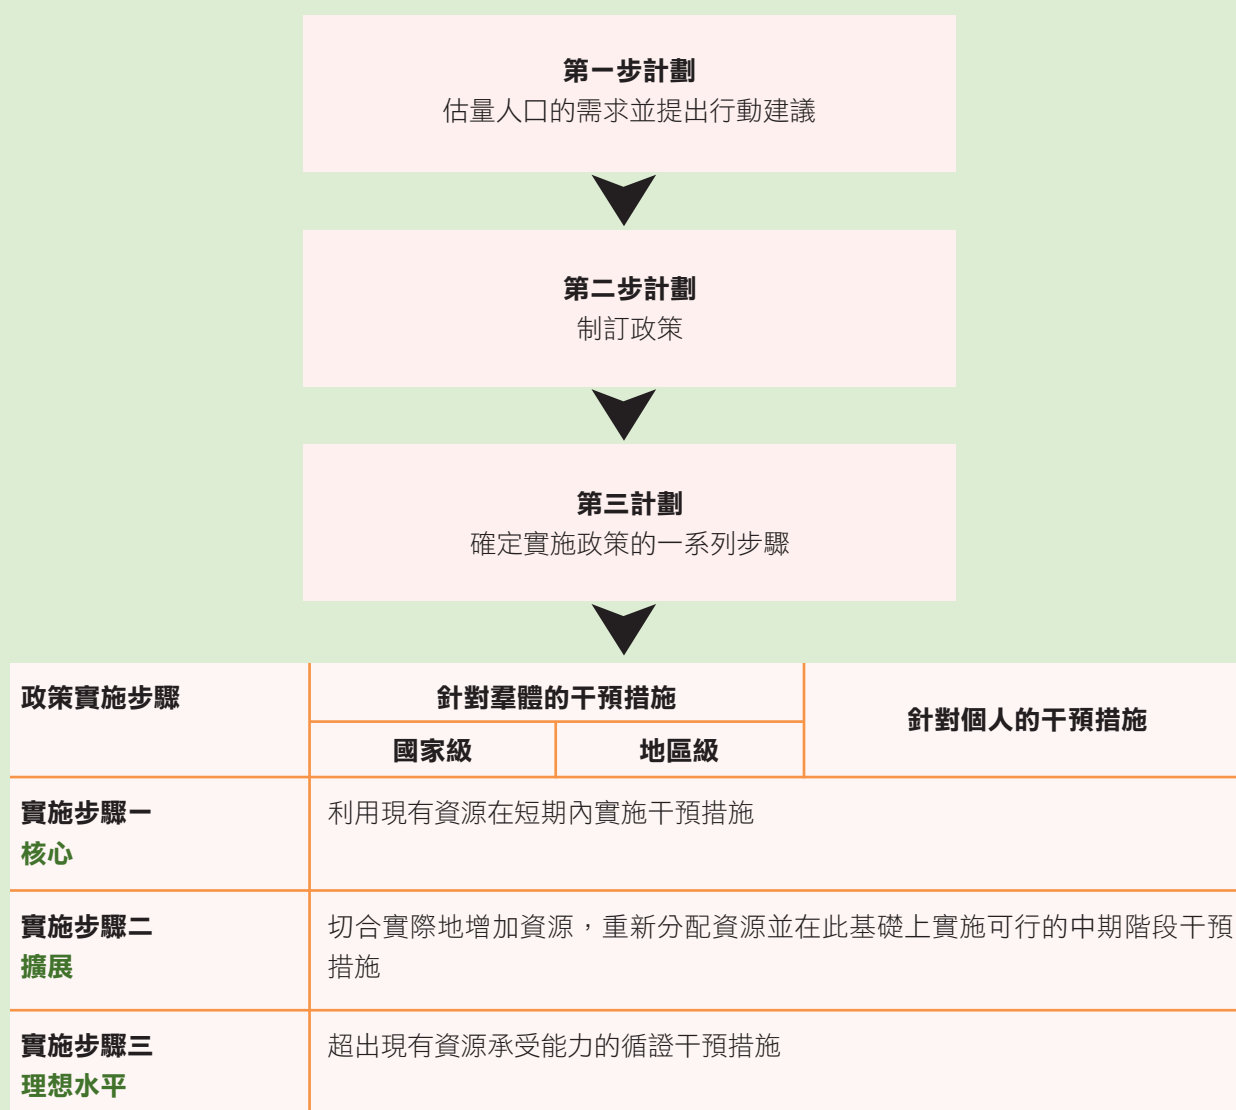 第一步計劃
估量人口的需求並提出行動建議
第二步計劃
制訂政策
第三計劃
確定實施政策的一系列步驟
政策實施步驟
針對羣體的干預措施
針對個人的干預措施
國家級
地區級
實施步驟一
核心
利用現有資源在短期內實施干預措施
實施步驟二
擴展
切合實際地增加資源，重新分配資源並在此基礎上實施可行的中期階段干預
措施
實施步驟三
理想水平
超出現有資源承受能力的循證干預措施